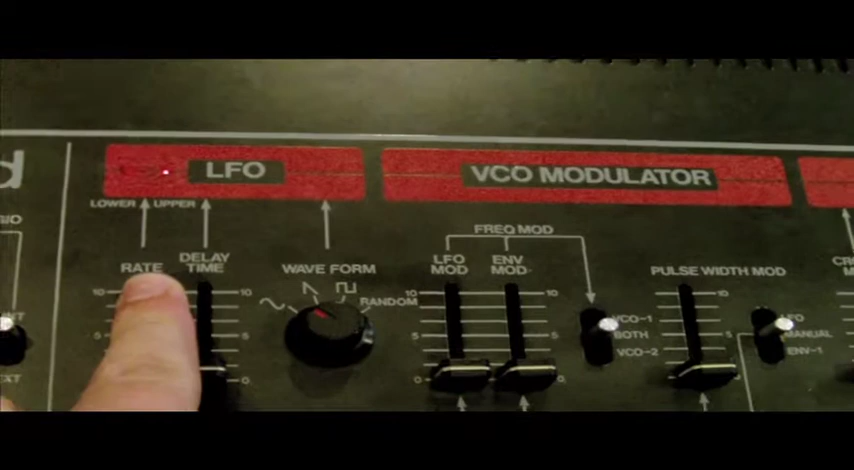 LFO VCO MODULATOR
LOWER UPPER
FREQ MOD
RATE DELAY TIME
WAVE FORM
LFO MOD
ENV MOD
PULSE WIDTH MOD
10 10 RANDOM 10 10 10
VCO-1 LFO
5 5 5 5 BOTH 5 MANUAL
VCO-2 ENV-1
0 0 0